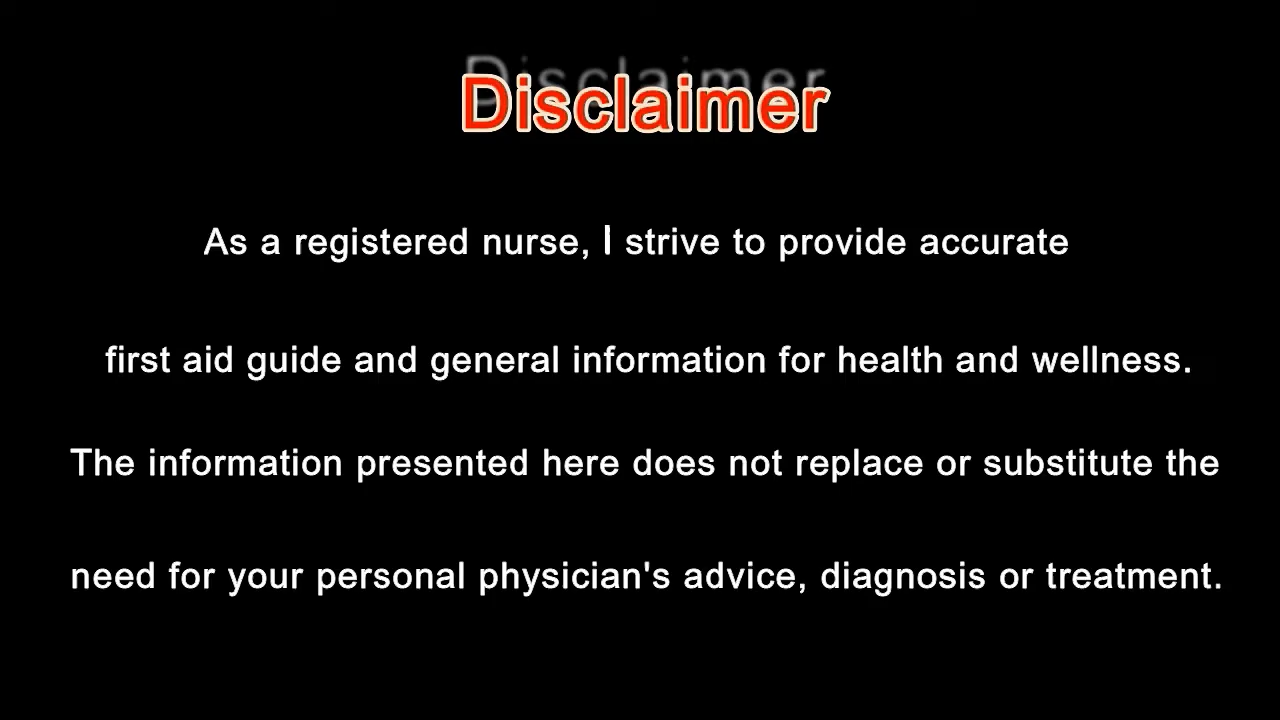 Disclaimer
As a registered nurse, I strive to provide accurate
first aid guide and general information for health and wellness.
The information presented here does not replace or substitute the
need for your personal physician's advice, diagnosis or treatment.